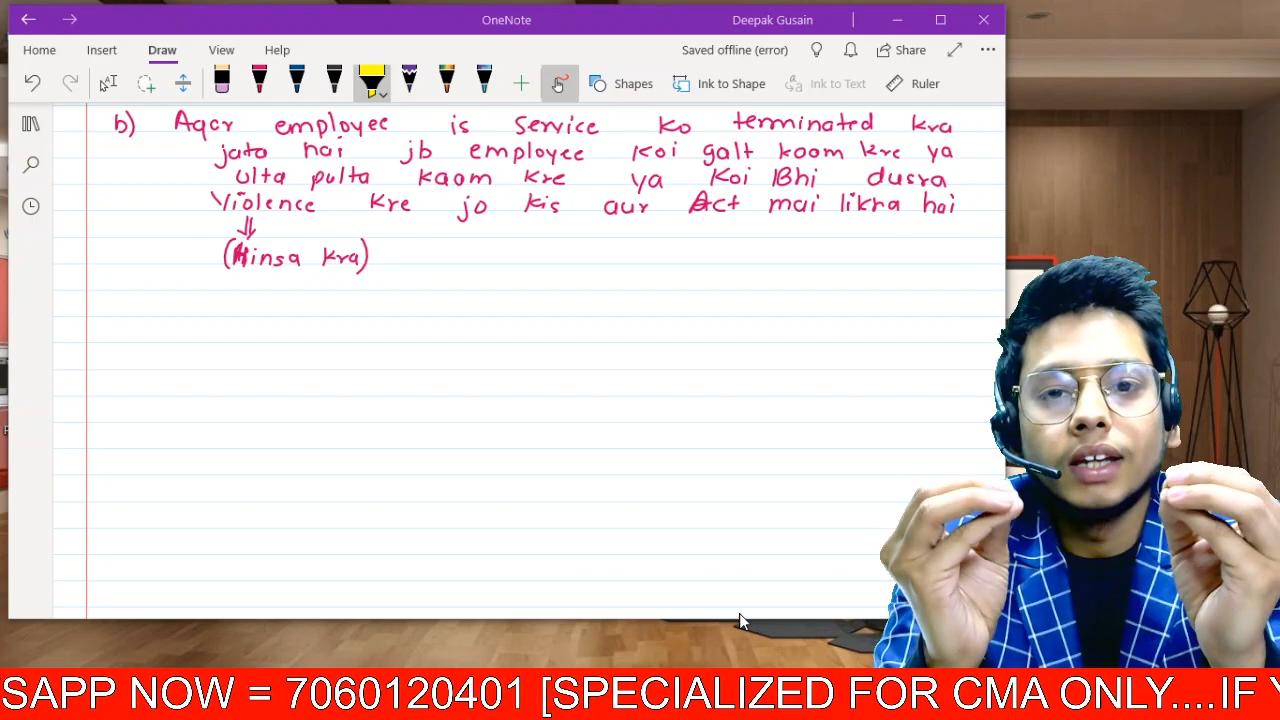 OneNote
Deepak Gusain
Home Insert Draw View Help
Saved offline (error)
Share
Shapes
Ink to Shape
Ink to Text
Ruler
b) Agar employee is Service ko terminated kra
jata hai jb employee koi galt kaom kre ya
ulta pulta kaom kre ya koi Bhi dusra
Violence kre jo kis aur Act mai likha hai
⇓
(Hinsa kra)
SAPP NOW = 7060120401 [SPECIALIZED FOR CMA ONLY....IF Y